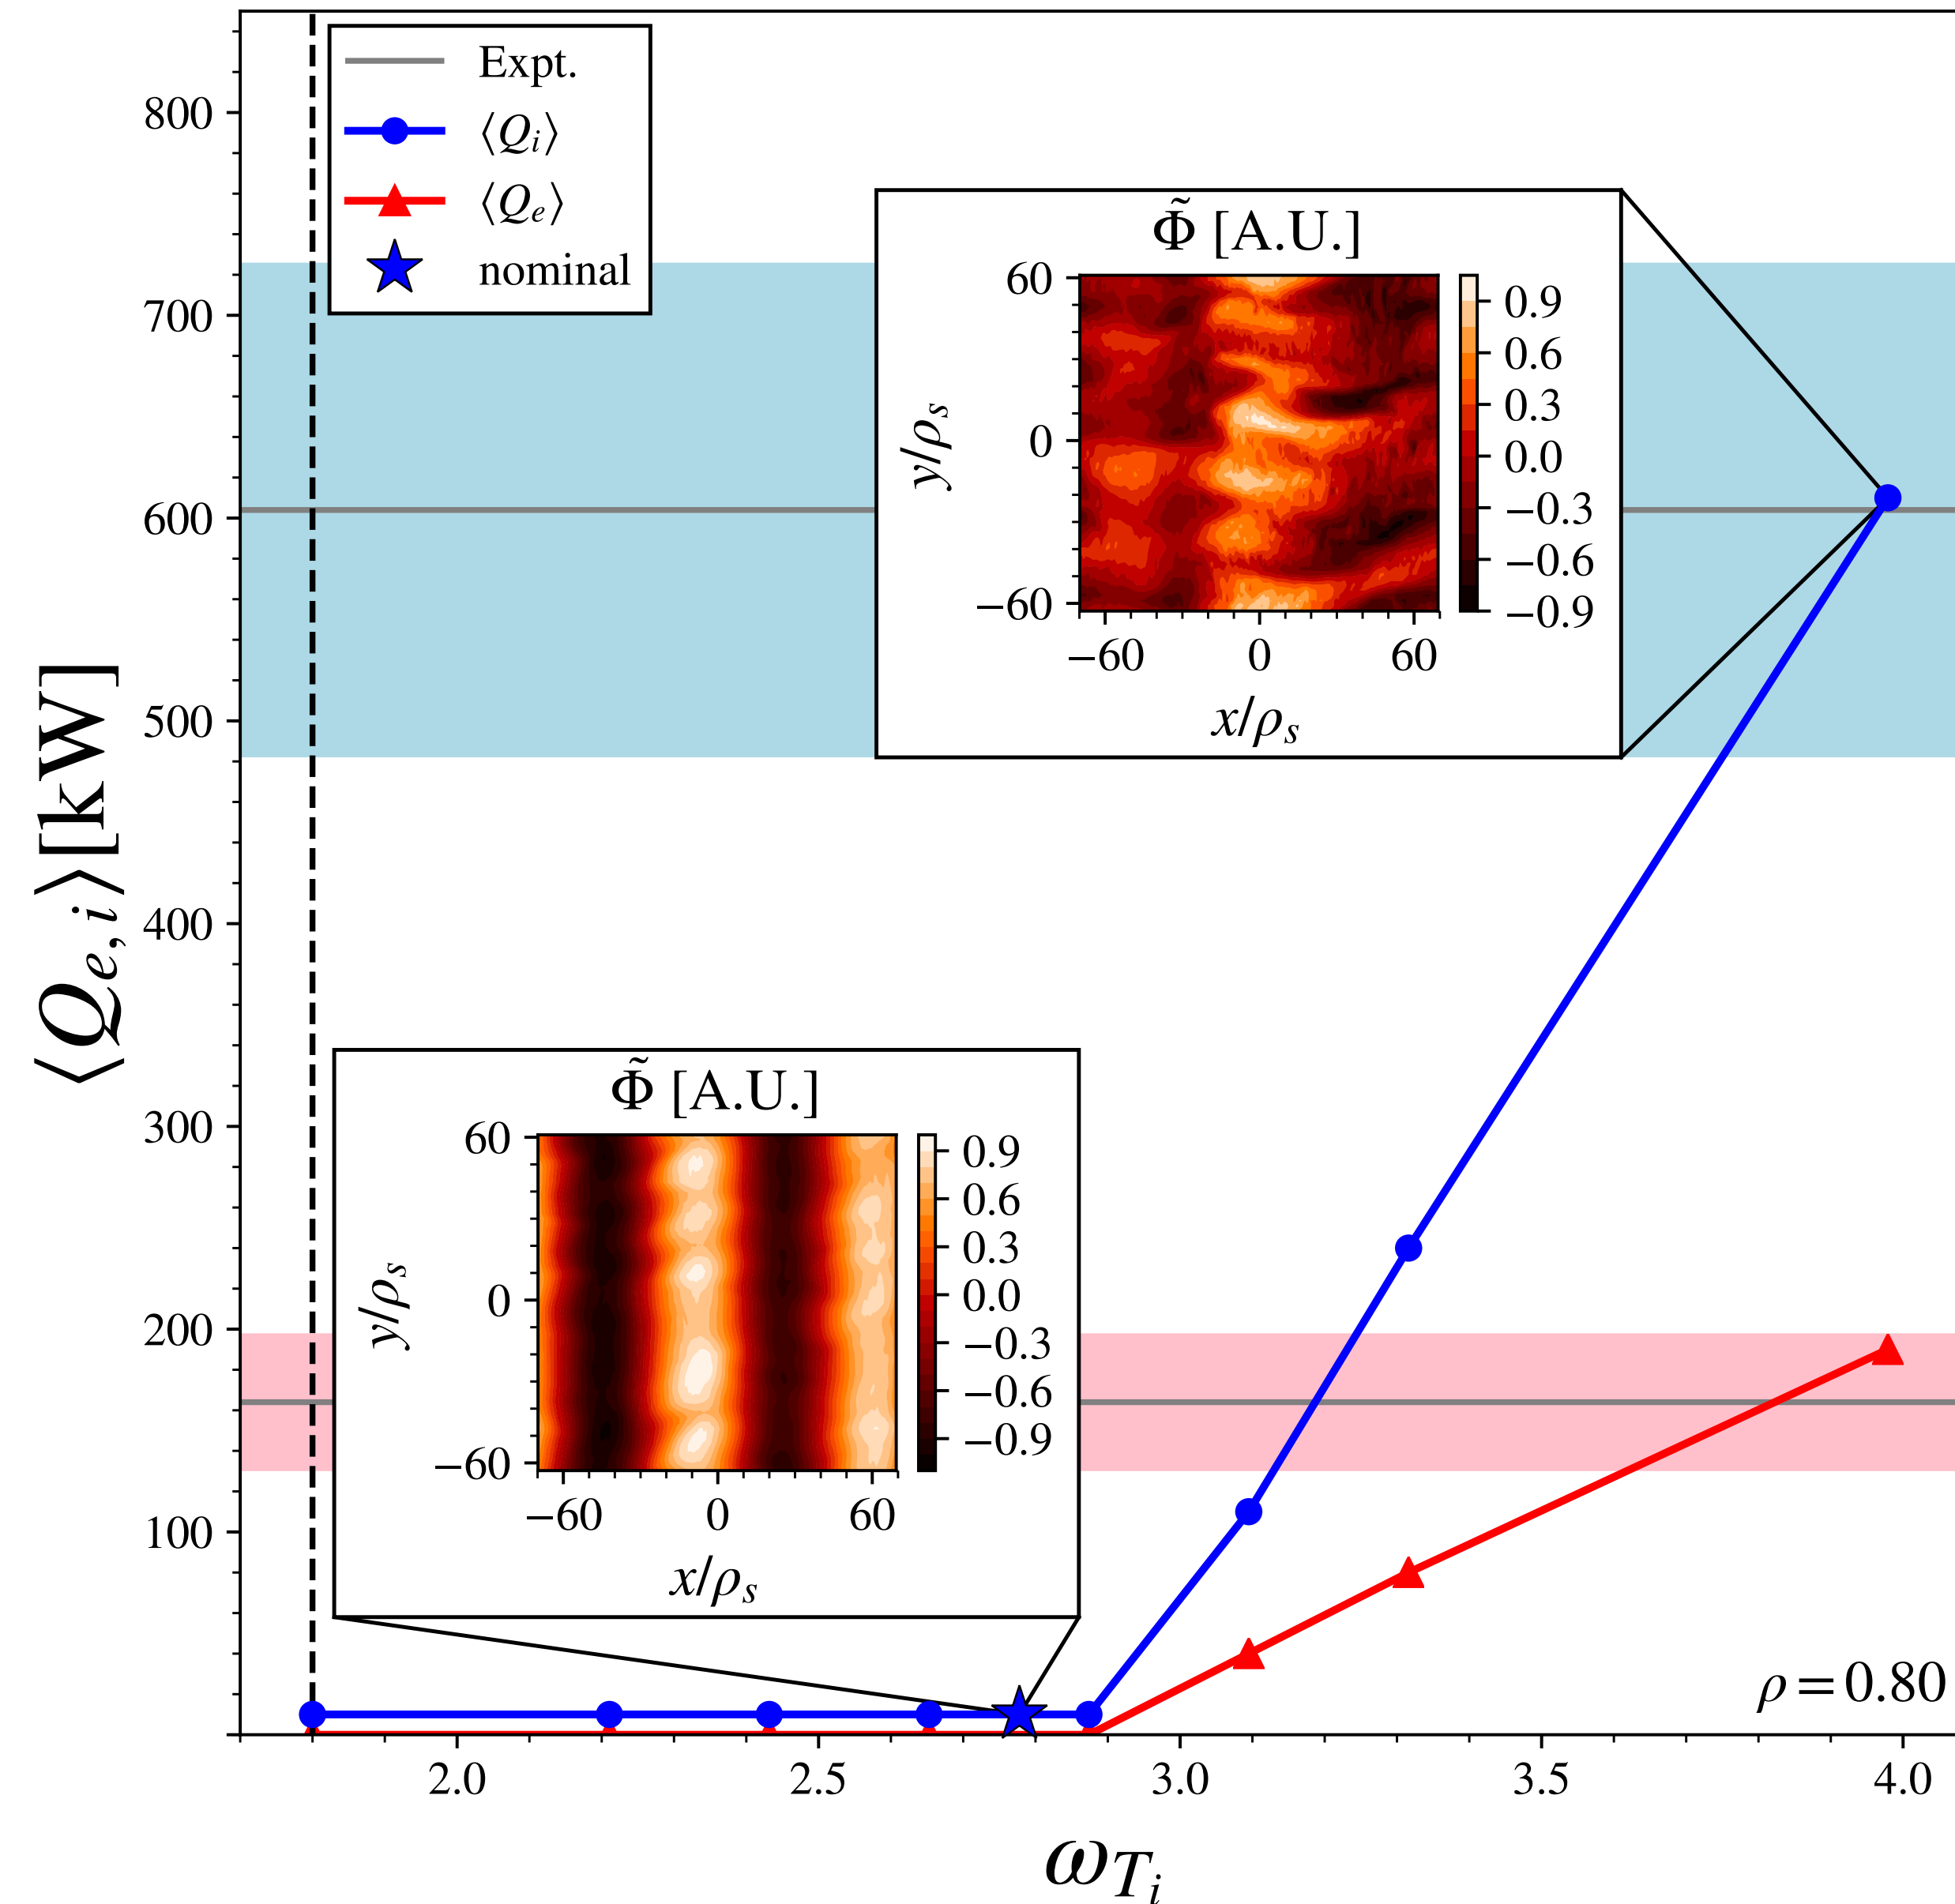 Expt.
⟨Q_i⟩
⟨Q_e⟩
nominal
⟨Q_{e, i}⟩[kW]
800
700
600
500
400
300
200
100
Φ̃ [A.U.]
60
0
−60
y/ρ_s
−60 0 60
x/ρ_s
0.9
0.6
0.3
0.0
−0.3
−0.6
−0.9
Φ̃ [A.U.]
60
0
−60
y/ρ_s
−60 0 60
x/ρ_s
0.9
0.6
0.3
0.0
−0.3
−0.6
−0.9
ρ = 0.80
2.0 2.5 3.0 3.5 4.0
ω_{T_i}